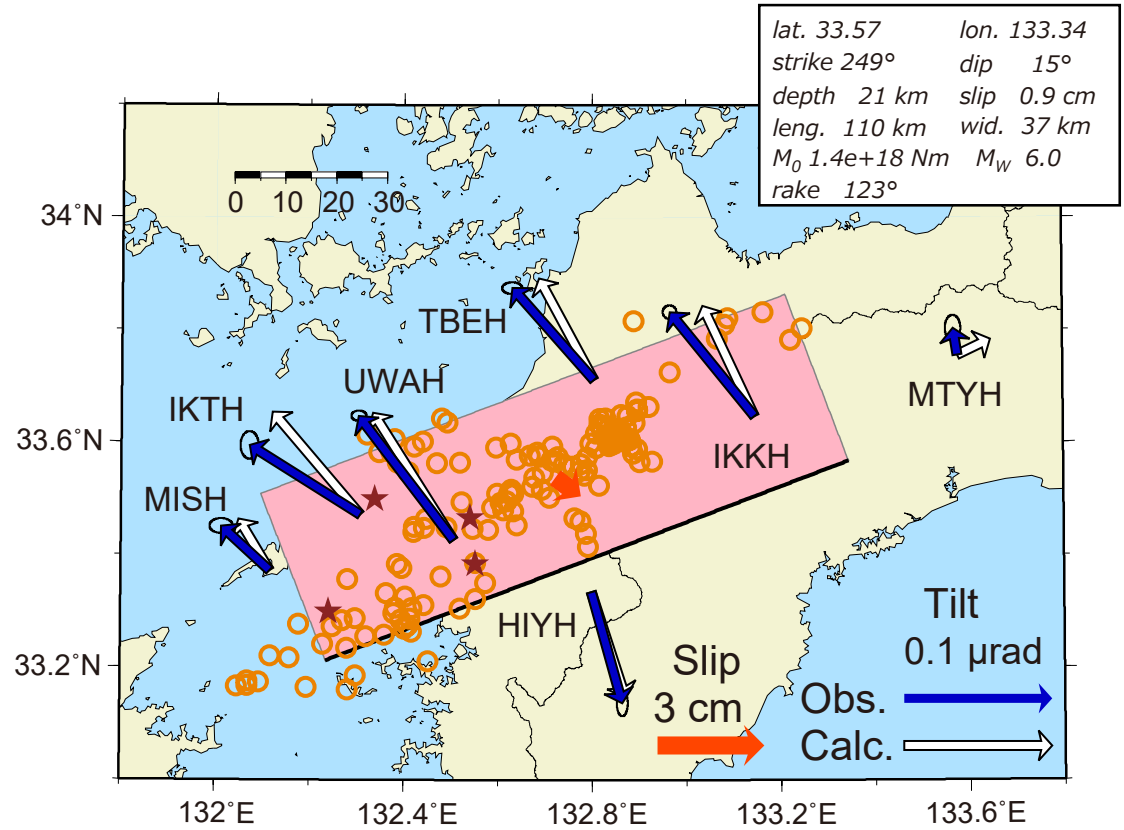 lat. 33.57 lon. 133.34
strike 249° dip 15°
depth 21 km slip 0.9 cm
leng. 110 km wid. 37 km
M0 1.4e+18 Nm MW 6.0
rake 123°
0 10 20 30
34°N
TBEH
UWAH
IKTH
MTYH
33.6°N
IKKH
MISH
HIYH
Tilt
Slip
0.1 μrad
33.2°N
3 cm
Obs.
Calc.
132°E 132.4°E 132.8°E 133.2°E 133.6°E